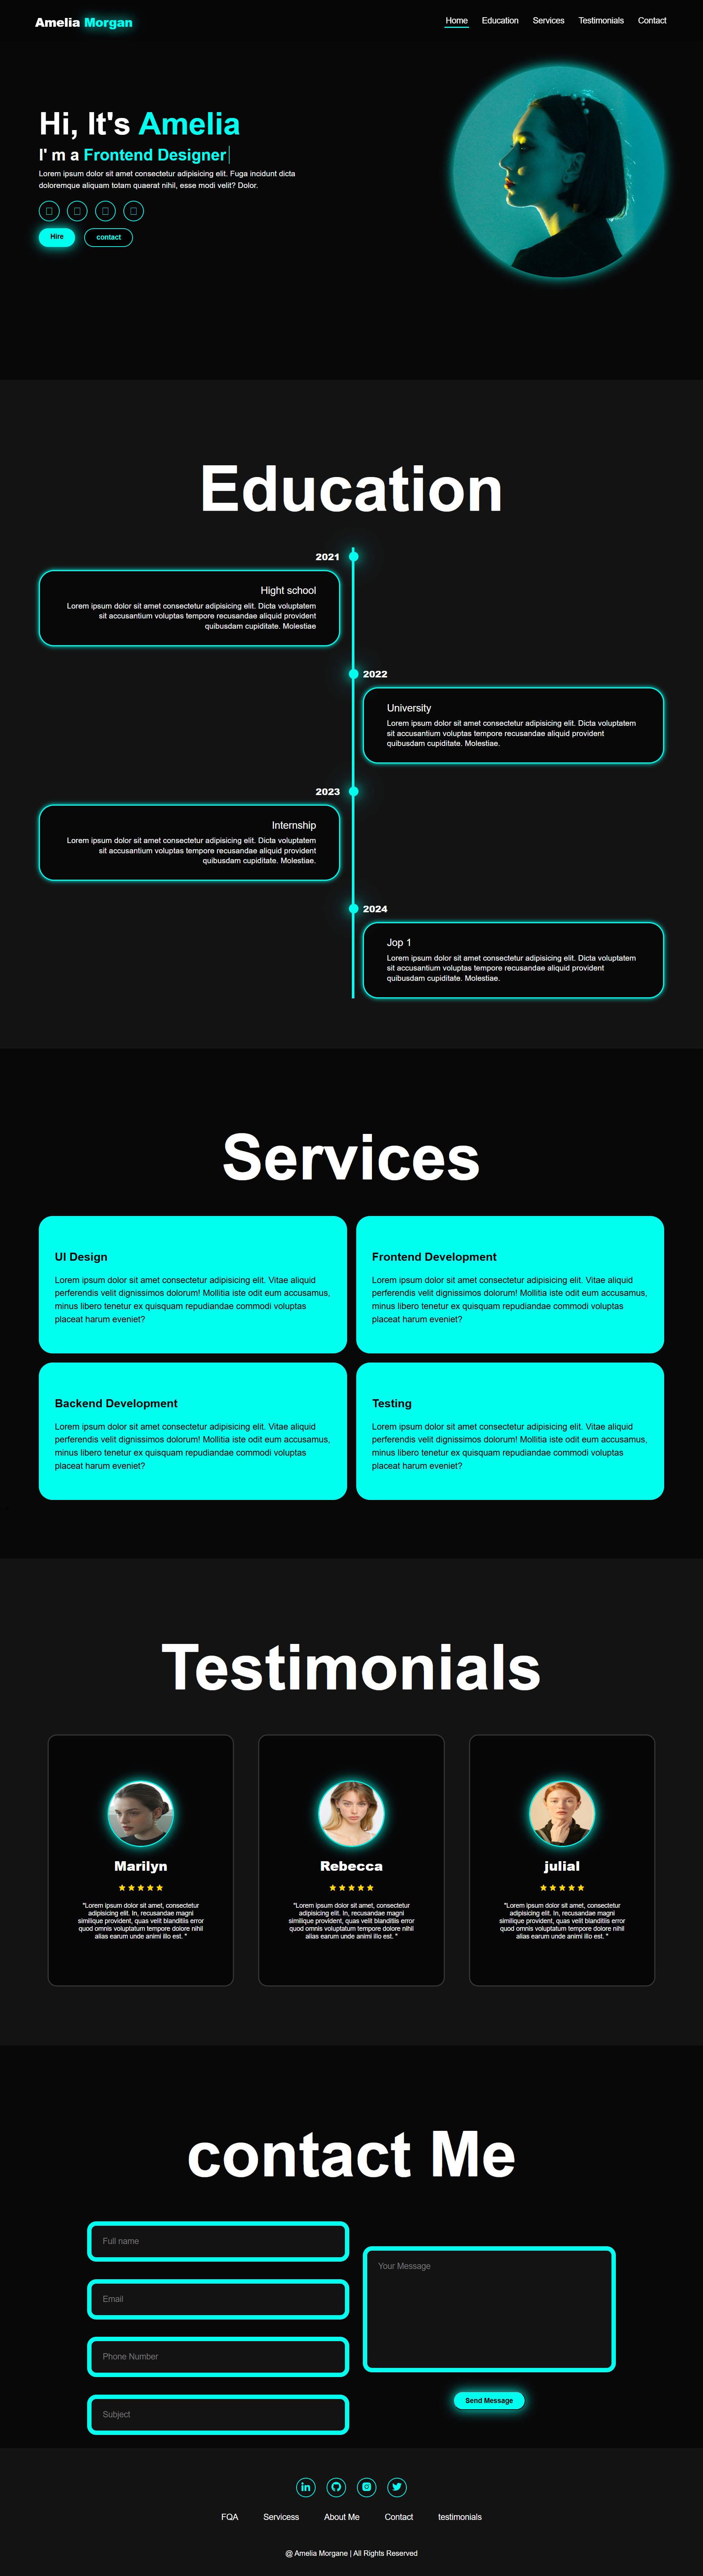 Amelia Morgan
Home Education Services Testimonials Contact
Hi, It's Amelia
I' m a Frontend Designer
Lorem ipsum dolor sit amet consectetur adipisicing elit. Fuga incidunt dicta
doloremque aliquam totam quaerat nihil, esse modi velit? Dolor.
Hire
contact
Education
2021
Hight school
Lorem ipsum dolor sit amet consectetur adipisicing elit. Dicta voluptatem
sit accusantium voluptas tempore recusandae aliquid provident
quibusdam cupiditate. Molestiae
2022
University
Lorem ipsum dolor sit amet consectetur adipisicing elit. Dicta voluptatem
sit accusantium voluptas tempore recusandae aliquid provident
quibusdam cupiditate. Molestiae.
2023
Internship
Lorem ipsum dolor sit amet consectetur adipisicing elit. Dicta voluptatem
sit accusantium voluptas tempore recusandae aliquid provident
quibusdam cupiditate. Molestiae.
2024
Jop 1
Lorem ipsum dolor sit amet consectetur adipisicing elit. Dicta voluptatem
sit accusantium voluptas tempore recusandae aliquid provident
quibusdam cupiditate. Molestiae.
Services
UI Design
Lorem ipsum dolor sit amet consectetur adipisicing elit. Vitae aliquid
perferendis velit dignissimos dolorum! Mollitia iste odit eum accusamus,
minus libero tenetur ex quisquam repudiandae commodi voluptas
placeat harum eveniet?
Frontend Development
Lorem ipsum dolor sit amet consectetur adipisicing elit. Vitae aliquid
perferendis velit dignissimos dolorum! Mollitia iste odit eum accusamus,
minus libero tenetur ex quisquam repudiandae commodi voluptas
placeat harum eveniet?
Backend Development
Lorem ipsum dolor sit amet consectetur adipisicing elit. Vitae aliquid
perferendis velit dignissimos dolorum! Mollitia iste odit eum accusamus,
minus libero tenetur ex quisquam repudiandae commodi voluptas
placeat harum eveniet?
Testing
Lorem ipsum dolor sit amet consectetur adipisicing elit. Vitae aliquid
perferendis velit dignissimos dolorum! Mollitia iste odit eum accusamus,
minus libero tenetur ex quisquam repudiandae commodi voluptas
placeat harum eveniet?
Testimonials
Marilyn
"Lorem ipsum dolor sit amet, consectetur
adipisicing elit. In, recusandae magni
similique provident, quas velit blanditiis error
quod omnis voluptatum tempore dolore nihil
alias earum unde animi illo est. "
Rebecca
"Lorem ipsum dolor sit amet, consectetur
adipisicing elit. In, recusandae magni
similique provident, quas velit blanditiis error
quod omnis voluptatum tempore dolore nihil
alias earum unde animi illo est. "
julial
"Lorem ipsum dolor sit amet, consectetur
adipisicing elit. In, recusandae magni
similique provident, quas velit blanditiis error
quod omnis voluptatum tempore dolore nihil
alias earum unde animi illo est. "
contact Me
Full name
Email
Phone Number
Subject
Your Message
Send Message
FQA Servicess About Me Contact testimonials
@ Amelia Morgane | All Rights Reserved